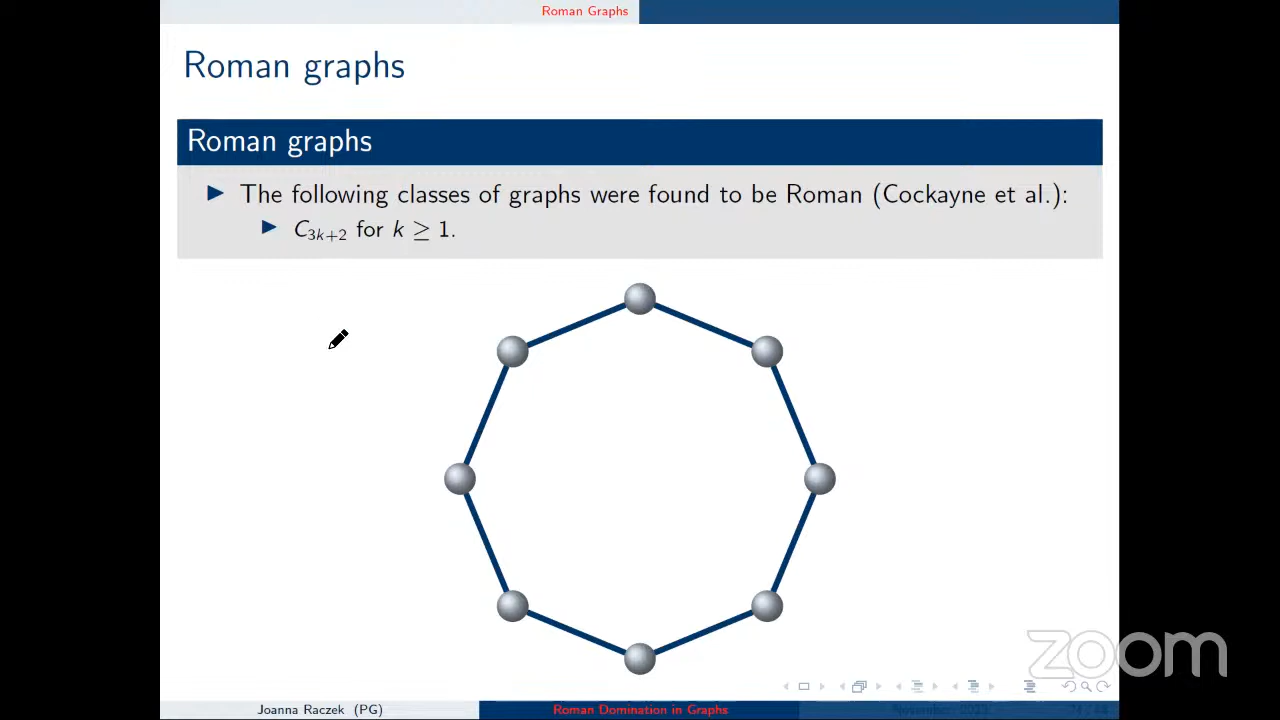 Roman Graphs
Roman graphs
Roman graphs
The following classes of graphs were found to be Roman (Cockayne et al.):
C3k+2 for k ≥ 1.
zoom
Joanna Raczek (PG)
Roman Domination in Graphs